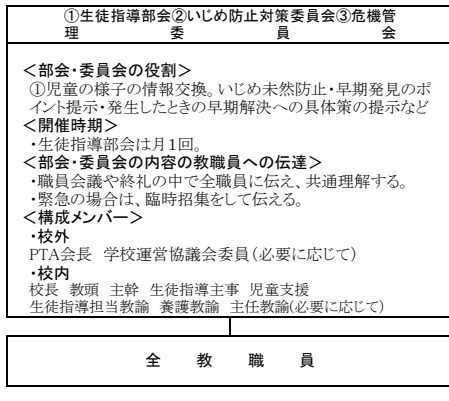 ①生徒指導部会②いじめ防止対策委員会③危機管
理委員会
＜部会・委員会の役割＞
①児童の様子の情報交換。いじめ未然防止・早期発見のポ
イント提示・発生したときの早期解決への具体策の提示など
＜開催時期＞
・生徒指導部会は月1回。
＜部会・委員会の内容の教職員への伝達＞
・職員会議や終礼の中で全職員に伝え、共通理解する。
・緊急の場合は、臨時招集をして伝える。
＜構成メンバー＞
・校外
PTA会長 学校運営協議会委員（必要に応じて）
・校内
校長 教頭 主幹 生徒指導主事 児童支援
生徒指導担当教諭 養護教諭 主任教諭(必要に応じて）
全教職員